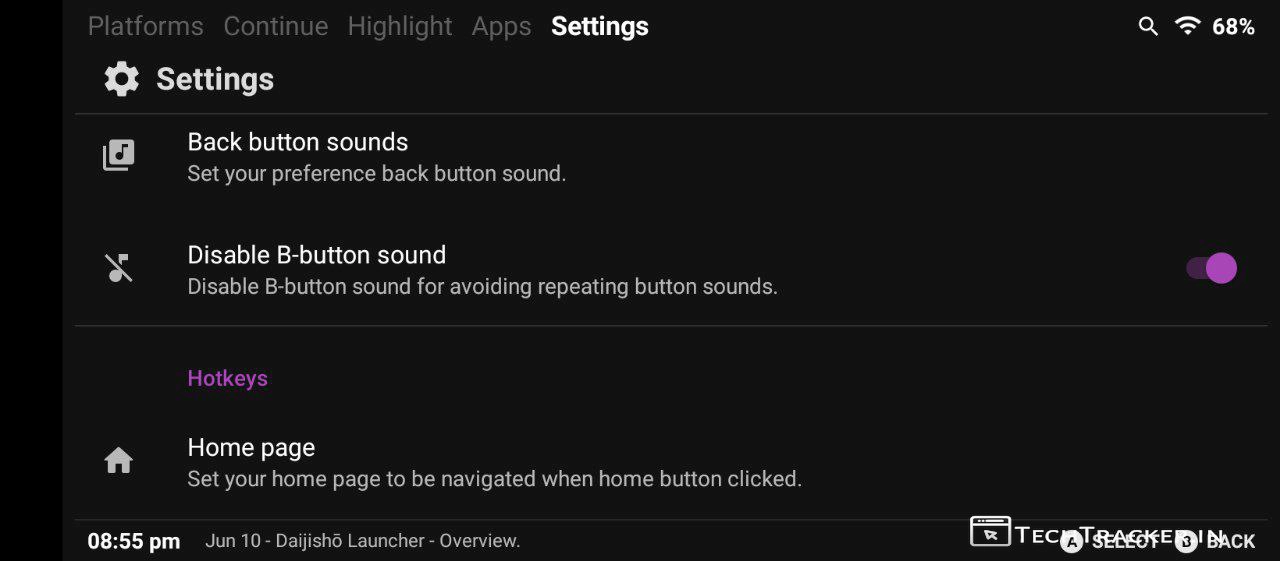 Platforms Continue Highlight Apps Settings 68%
Settings
Back button sounds
Set your preference back button sound.
Disable B-button sound
Disable B-button sound for avoiding repeating button sounds.
Hotkeys
Home page
Set your home page to be navigated when home button clicked.
08:55 pm Jun 10 - Daijishō Launcher - Overview. A SELECT B BACK
TECHTRACKER.IN